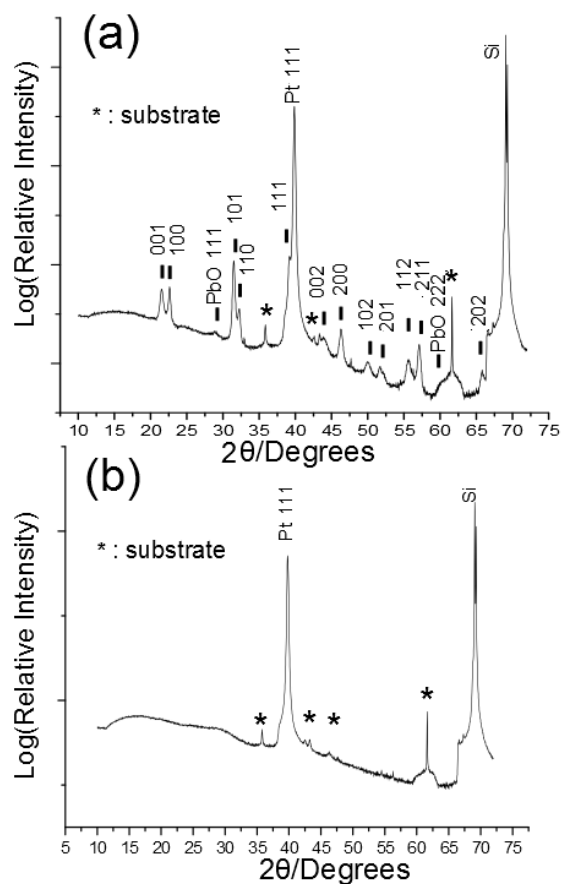 (a)
* : substrate
Log(Relative Intensity)
001
100
PbO 111
101
110
*
111
Pt 111
*
002
200
102
201
112
211
PbO 222
*
202
Si
10 15 20 25 30 35 40 45 50 55 60 65 70 75
2θ/Degrees
(b)
* : substrate
Log(Relative Intensity)
*
Pt 111
*
*
*
Si
5 10 15 20 25 30 35 40 45 50 55 60 65 70 75
2θ/Degrees